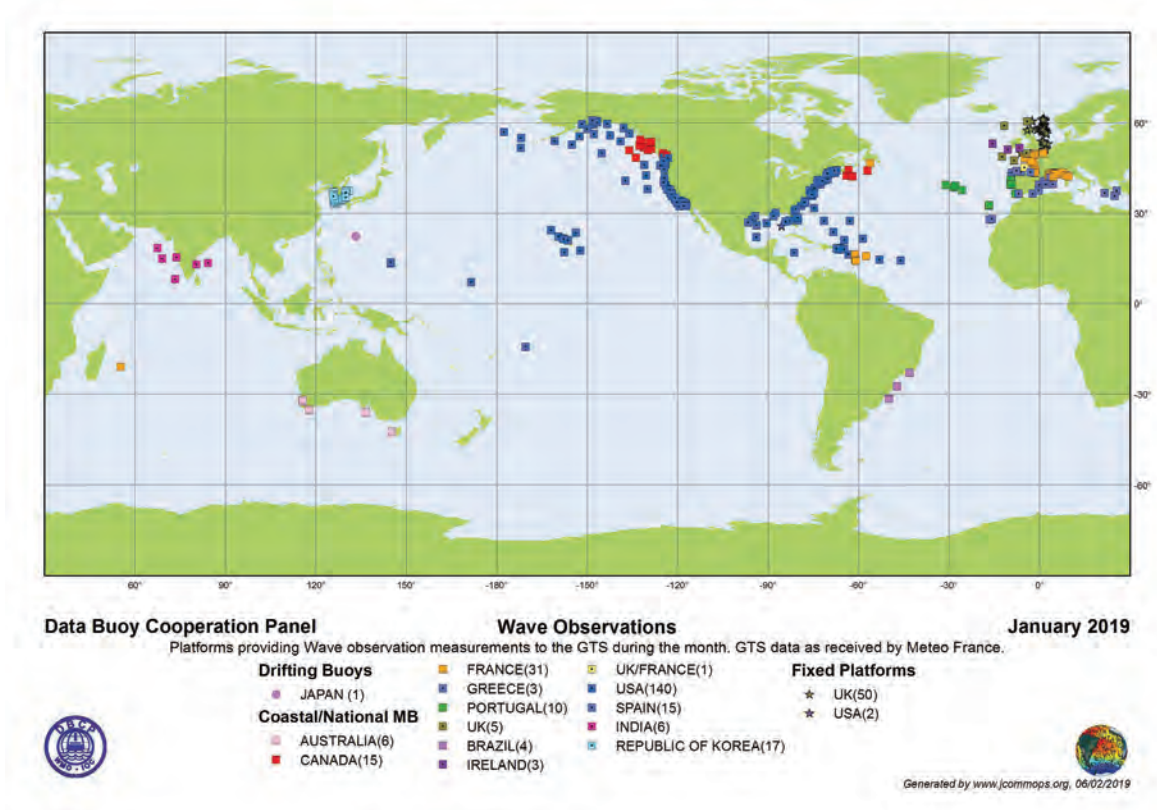 60°
30°
0°
-30°
-60°
60° 90° 120° 150° -180° -150° -120° -90° -60° -30° 0°
Data Buoy Cooperation Panel Wave Observations January 2019
Platforms providing Wave observation measurements to the GTS during the month. GTS data as received by Meteo France.
Drifting Buoys
JAPAN (1)
Coastal/National MB
AUSTRALIA(6)
CANADA(15)
FRANCE(31)
GREECE(3)
PORTUGAL(10)
UK(5)
BRAZIL(4)
IRELAND(3)
UK/FRANCE(1)
USA(140)
SPAIN(15)
INDIA(6)
REPUBLIC OF KOREA(17)
Fixed Platforms
UK(50)
USA(2)
DBCP
WMO - IOC
Generated by www.jcommops.org, 06/02/2019